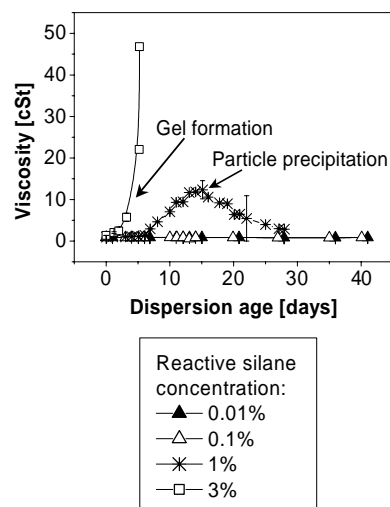 Viscosity [cSt]
50
40
30
20
10
0
Gel formation
Particle precipitation
0 10 20 30 40
Dispersion age [days]
Reactive silane
concentration:
0.01%
0.1%
1%
3%